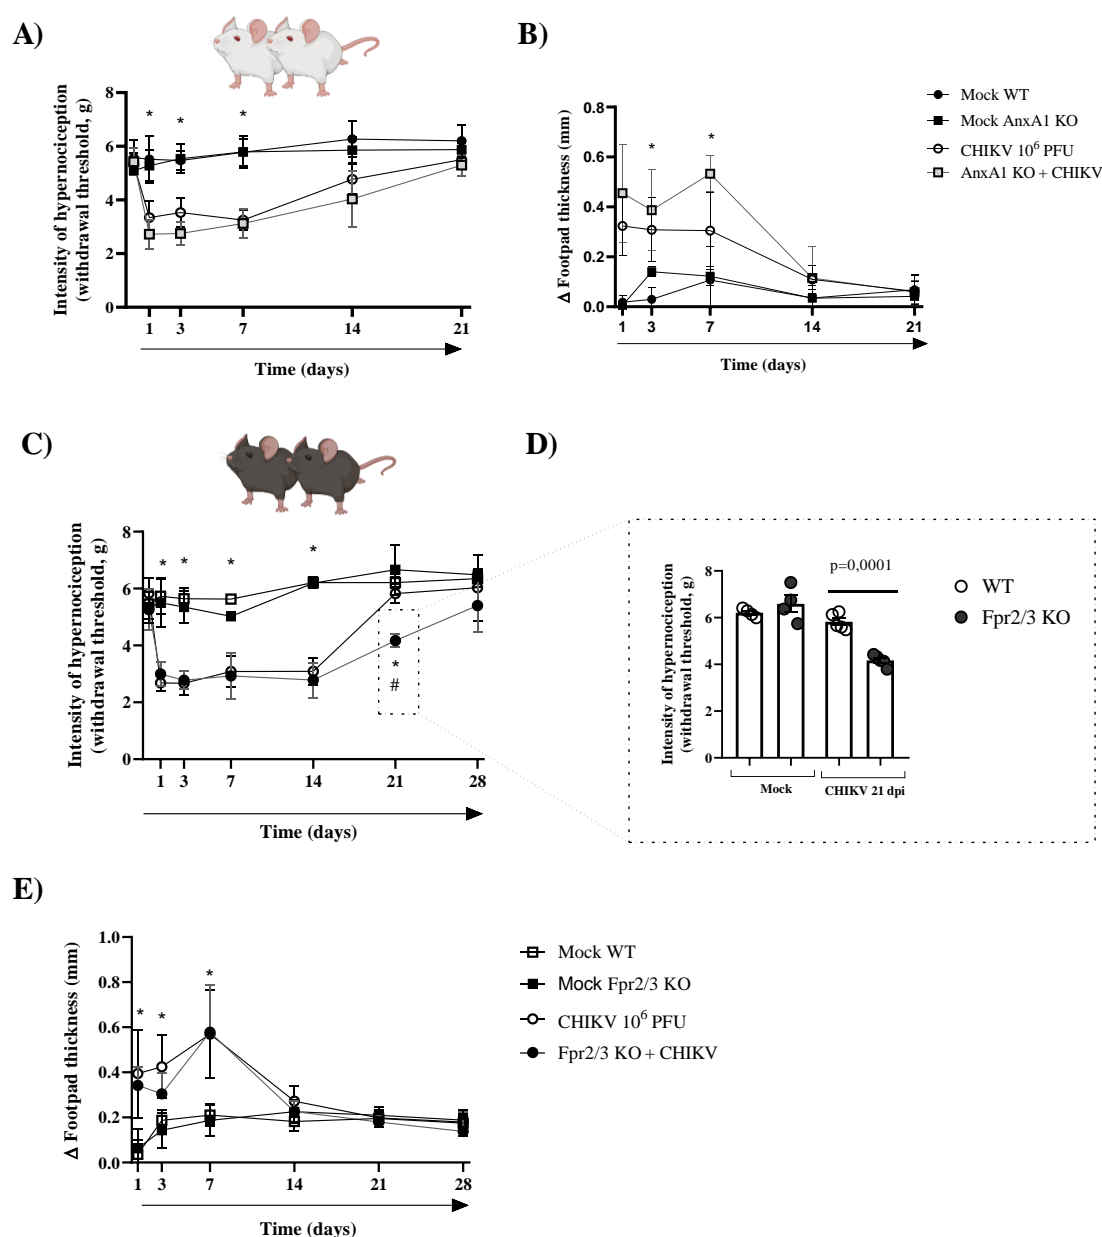 A)
Intensity of hypernociception
(withdrawal threshold, g)
8
6
4
2
0
*
*
*
1
3
7
14
21
Time (days)
B)
Δ Footpad thickness (mm)
0.8
0.6
0.4
0.2
0.0
*
*
1
3
7
14
21
Time (days)
Mock WT
Mock AnxA1 KO
CHIKV 10⁶ PFU
AnxA1 KO + CHIKV
C)
Intensity of hypernociception
(withdrawal threshold, g)
8
6
4
2
0
*
*
*
*
*
#
1
3
7
14
21
28
Time (days)
D)
Intensity of hypernociception
(withdrawal threshold, g)
8
6
4
2
0
p=0,0001
Mock
CHIKV 21 dpi
WT
Fpr2/3 KO
E)
Δ Footpad thickness (mm)
1.0
0.8
0.6
0.4
0.2
0.0
*
*
*
1
3
7
14
21
28
Time (days)
Mock WT
Mock Fpr2/3 KO
CHIKV 10⁶ PFU
Fpr2/3 KO + CHIKV